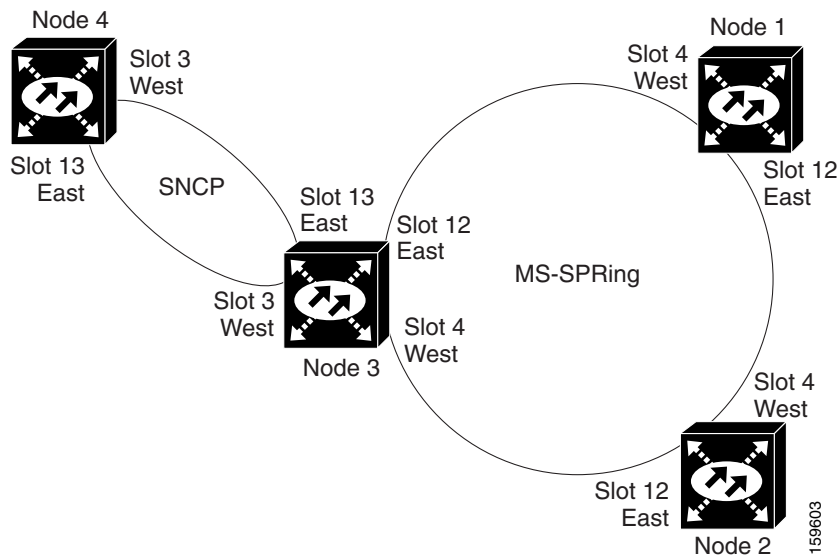 Node 4
Slot 3
West
Slot 13
East
SNCP
Slot 13
East
Slot 12
East
Slot 3
West
Node 3
Slot 4
West
MS-SPRing
Node 1
Slot 4
West
Slot 12
East
Slot 4
West
Slot 12
East
Node 2
159603